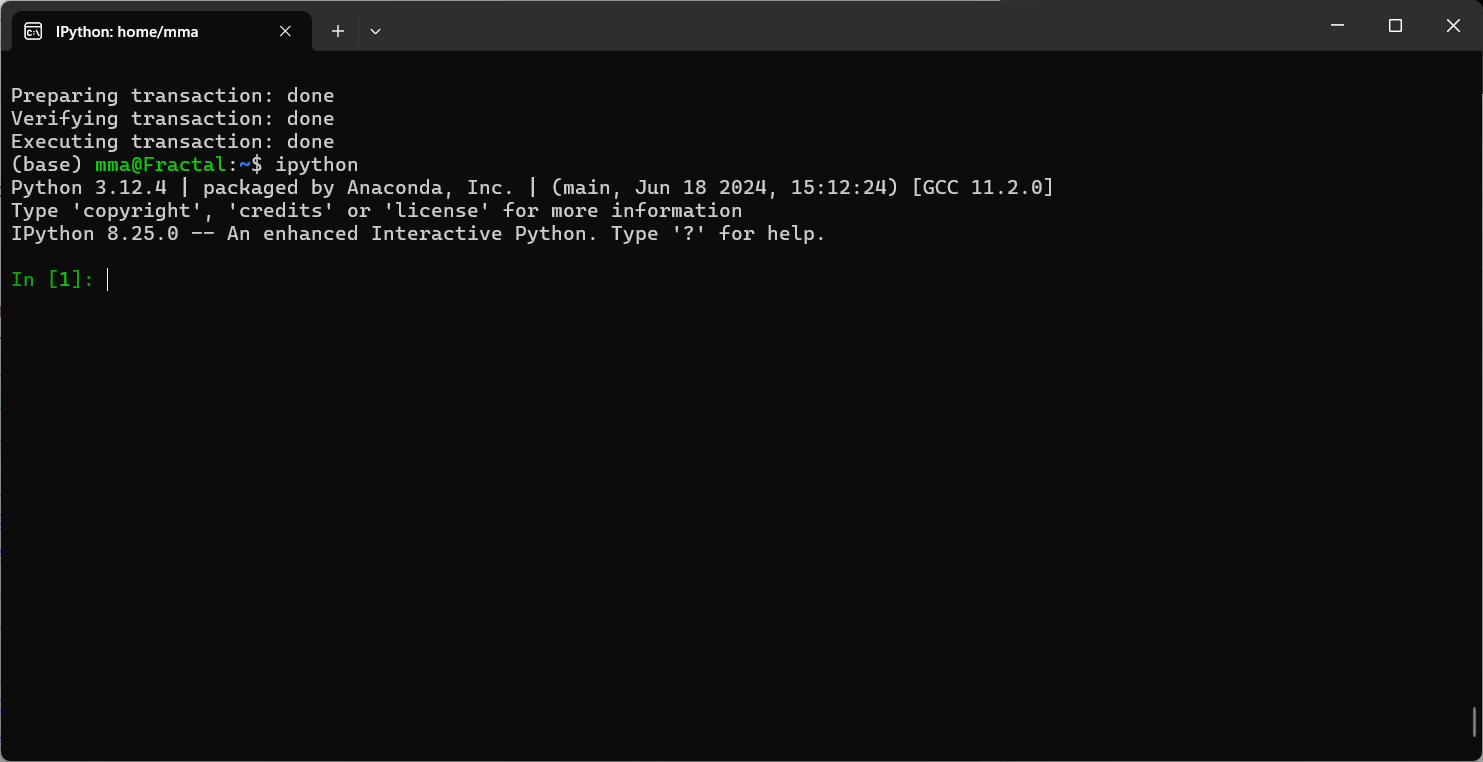 IPython: home/mma
Preparing transaction: done
Verifying transaction: done
Executing transaction: done
(base) mma@Fractal:~$ ipython
Python 3.12.4 | packaged by Anaconda, Inc. | (main, Jun 18 2024, 15:12:24) [GCC 11.2.0]
Type 'copyright', 'credits' or 'license' for more information
IPython 8.25.0 -- An enhanced Interactive Python. Type '?' for help.
In [1]: